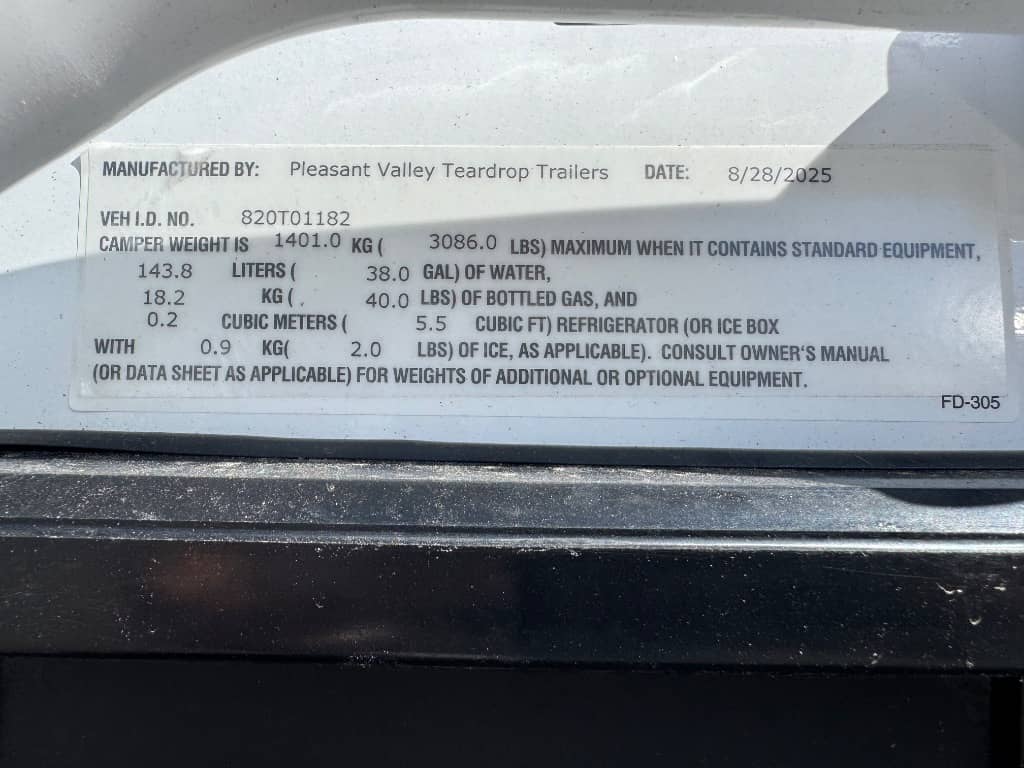 MANUFACTURED BY: Pleasant Valley Teardrop Trailers DATE: 8/28/2025
VEH I.D. NO. 820T01182
CAMPER WEIGHT IS 1401.0 KG ( 3086.0 LBS) MAXIMUM WHEN IT CONTAINS STANDARD EQUIPMENT,
143.8 LITERS ( 38.0 GAL) OF WATER,
18.2 KG ( 40.0 LBS) OF BOTTLED GAS, AND
0.2 CUBIC METERS ( 5.5 CUBIC FT) REFRIGERATOR (OR ICE BOX
WITH 0.9 KG( 2.0 LBS) OF ICE, AS APPLICABLE). CONSULT OWNER'S MANUAL
(OR DATA SHEET AS APPLICABLE) FOR WEIGHTS OF ADDITIONAL OR OPTIONAL EQUIPMENT.
FD-305